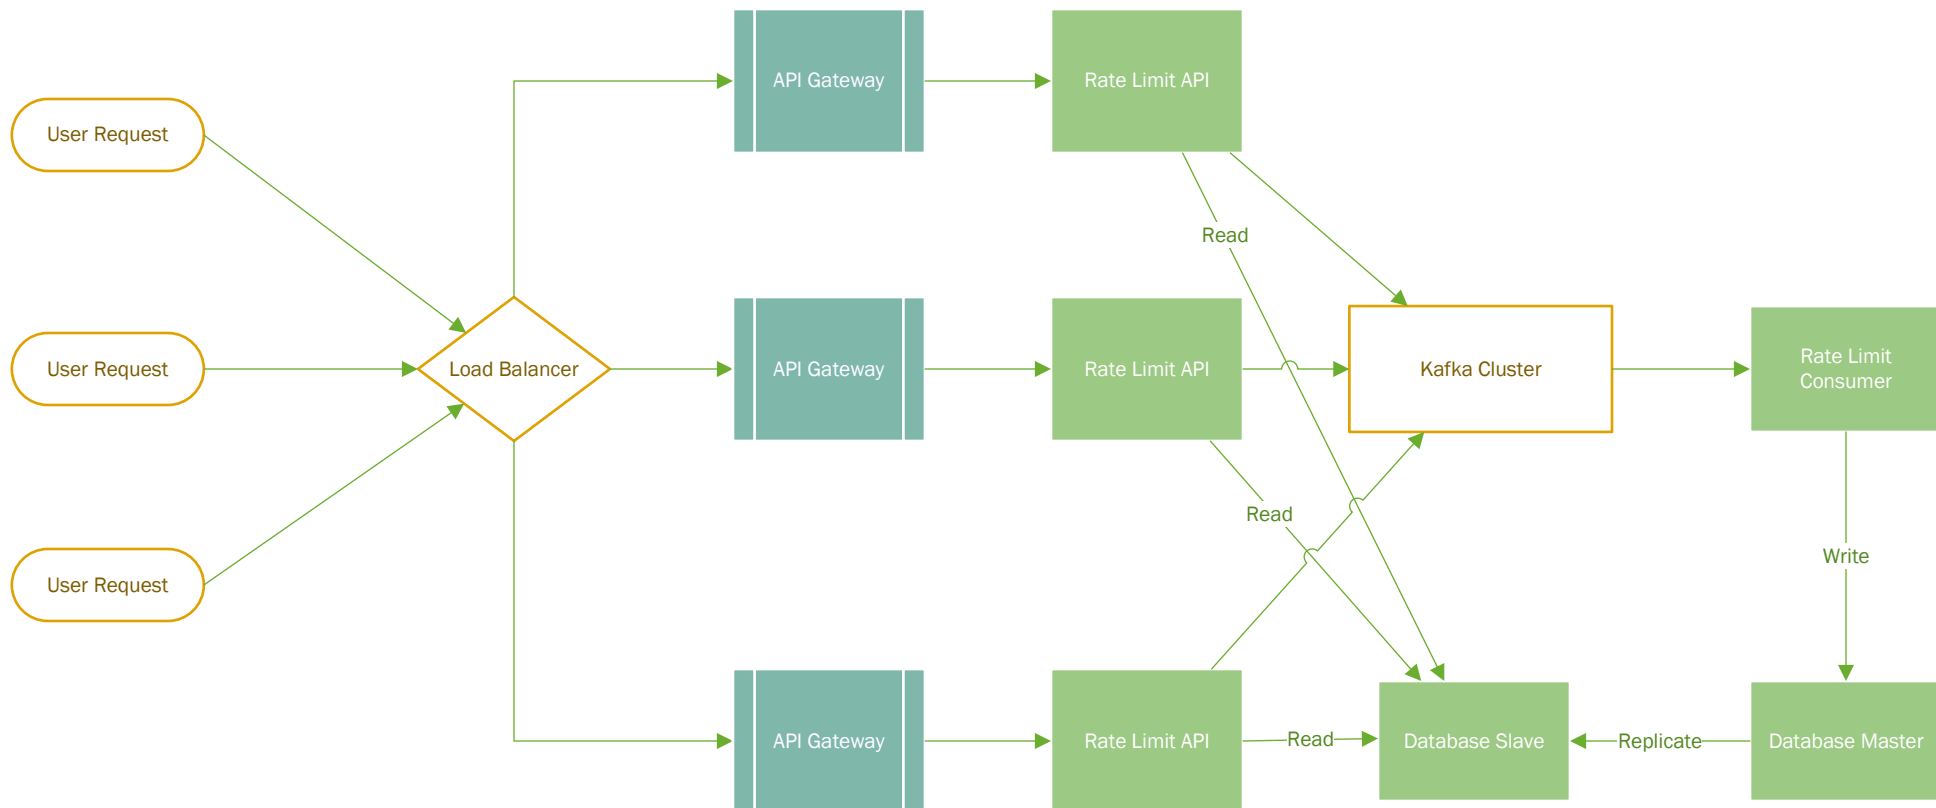 API Gateway
Rate Limit API
User Request
Read
User Request
Load Balancer
API Gateway
Rate Limit API
Kafka Cluster
Rate Limit
Consumer
Read
Write
User Request
API Gateway
Rate Limit API
Read
Database Slave
Replicate
Database Master